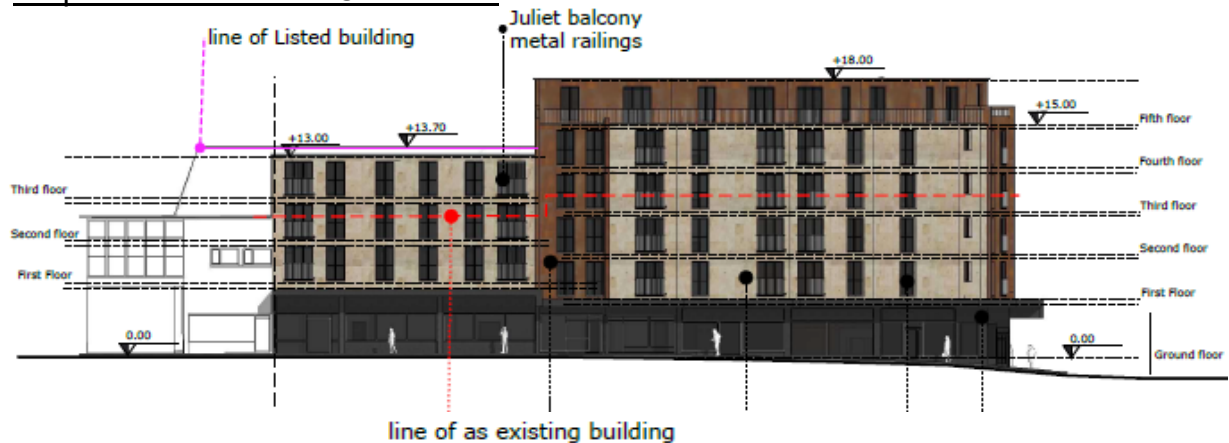 Juliet balcony
metal railings
line of Listed building
+18.00
+15.00
+13.70
+13.00
Fifth floor
Fourth floor
Third floor
Third floor
Second floor
Second floor
First Floor
First Floor
0.00
0.00
Ground floor
line of as existing building